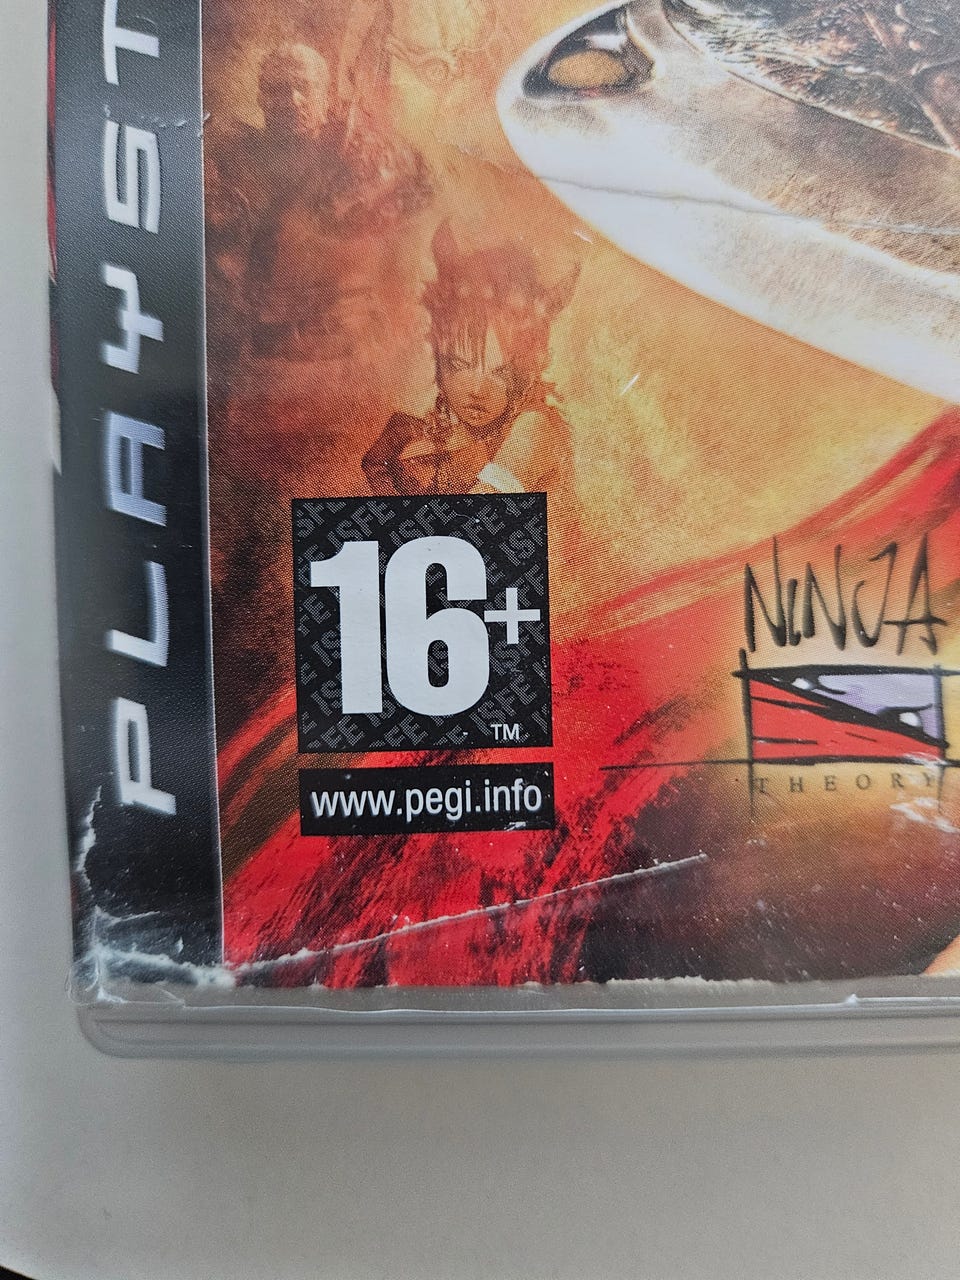 PLAYST
16+
TM
www.pegi.info
NINJA
THEORY